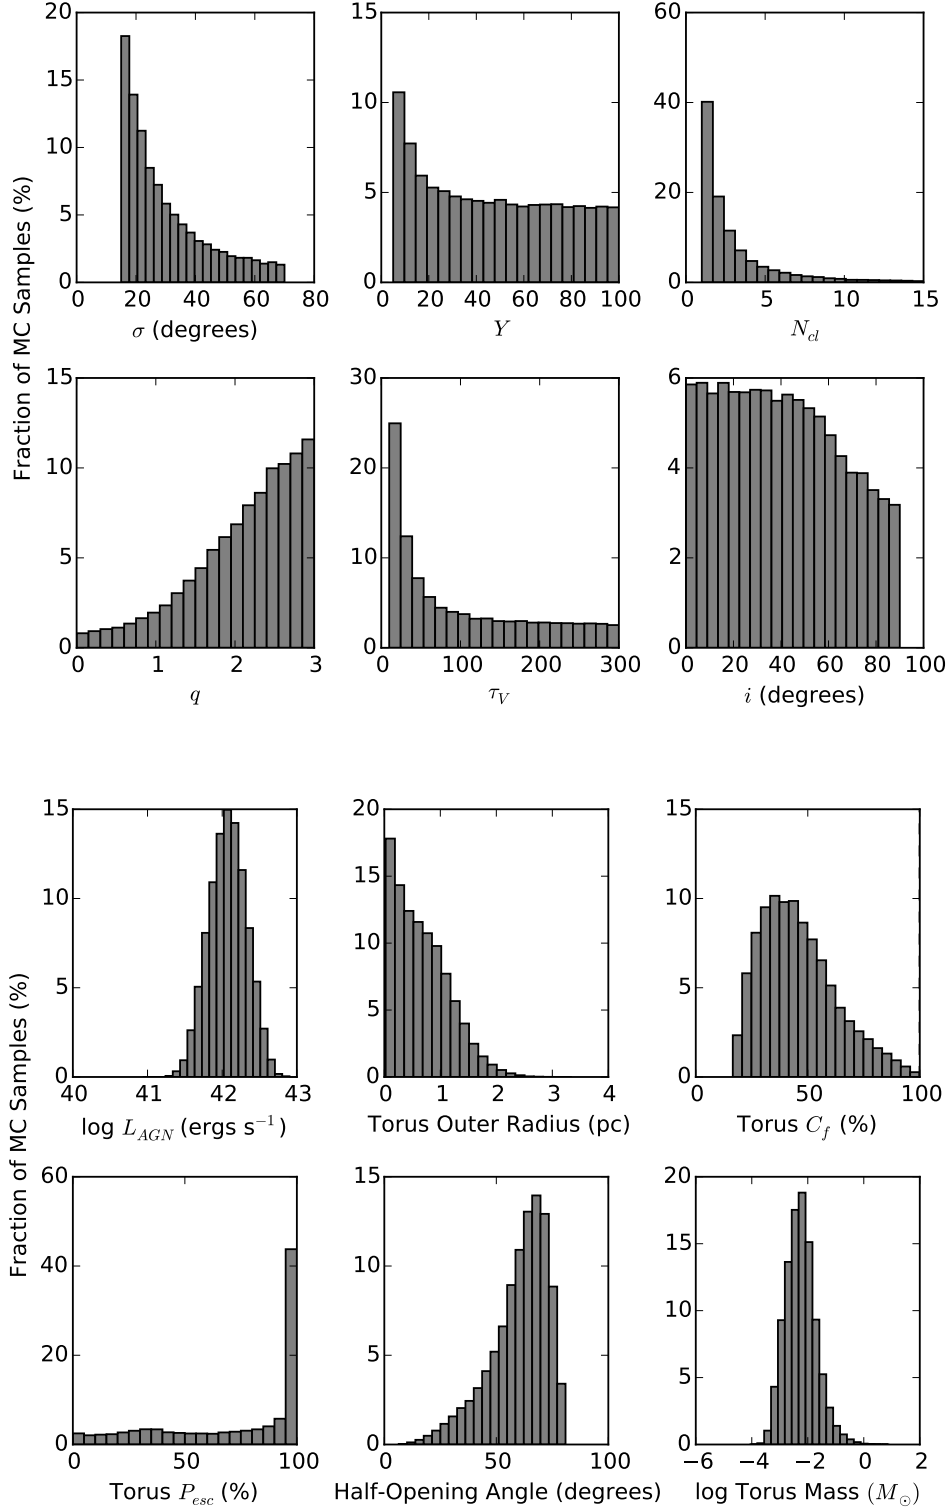 20
15
10
5
0
0 20 40 60 80
σ (degrees)
15
10
5
0
0 20 40 60 80 100
Y
60
40
20
0
0 5 10 15
N_cl
Fraction of MC Samples (%)
15
10
5
0
0 1 2 3
q
30
20
10
0
0 100 200 300
τ_V
6
4
2
0
0 20 40 60 80 100
i (degrees)
15
10
5
0
40 41 42 43
log L_AGN (ergs s⁻¹)
20
15
10
5
0
0 1 2 3 4
Torus Outer Radius (pc)
15
10
5
0
0 50 100
Torus C_f (%)
Fraction of MC Samples (%)
60
40
20
0
0 50 100
Torus P_esc (%)
15
10
5
0
0 50 100
Half-Opening Angle (degrees)
20
15
10
5
0
−6 −4 −2 0 2
log Torus Mass (M_⊙)